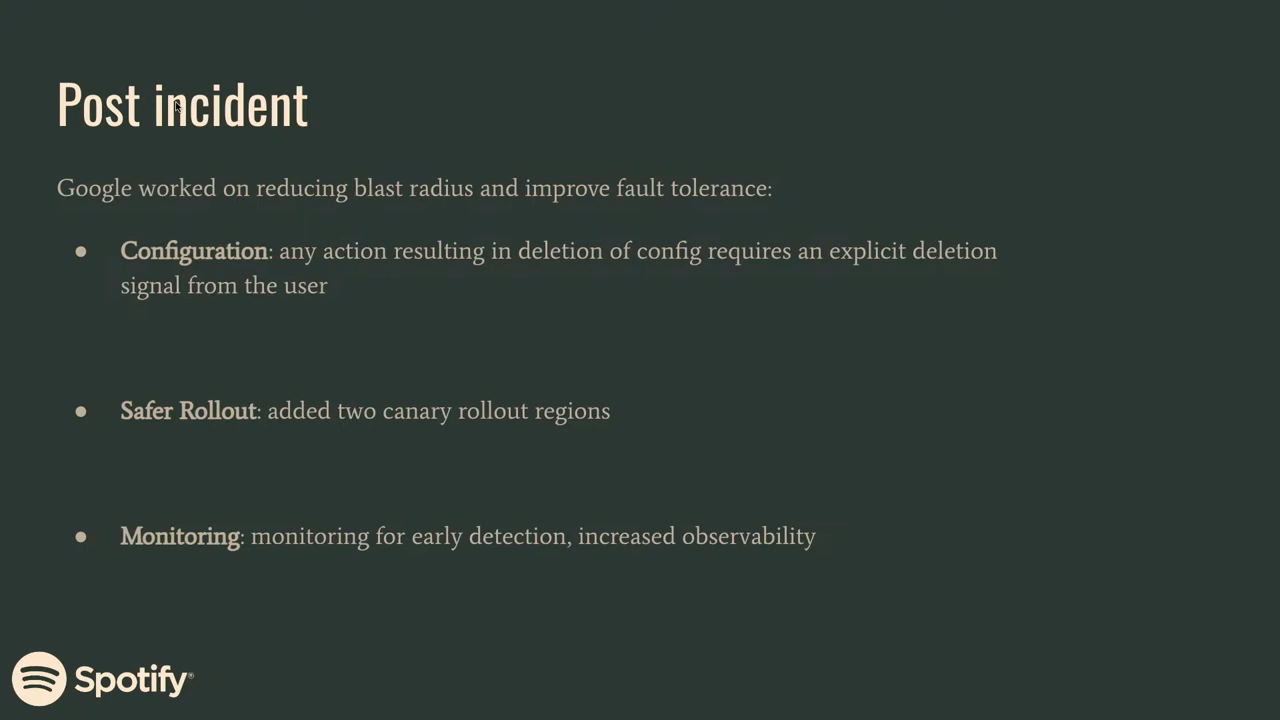 Post incident
Google worked on reducing blast radius and improve fault tolerance:
● Configuration: any action resulting in deletion of config requires an explicit deletion
signal from the user
● Safer Rollout: added two canary rollout regions
● Monitoring: monitoring for early detection, increased observability
Spotify®